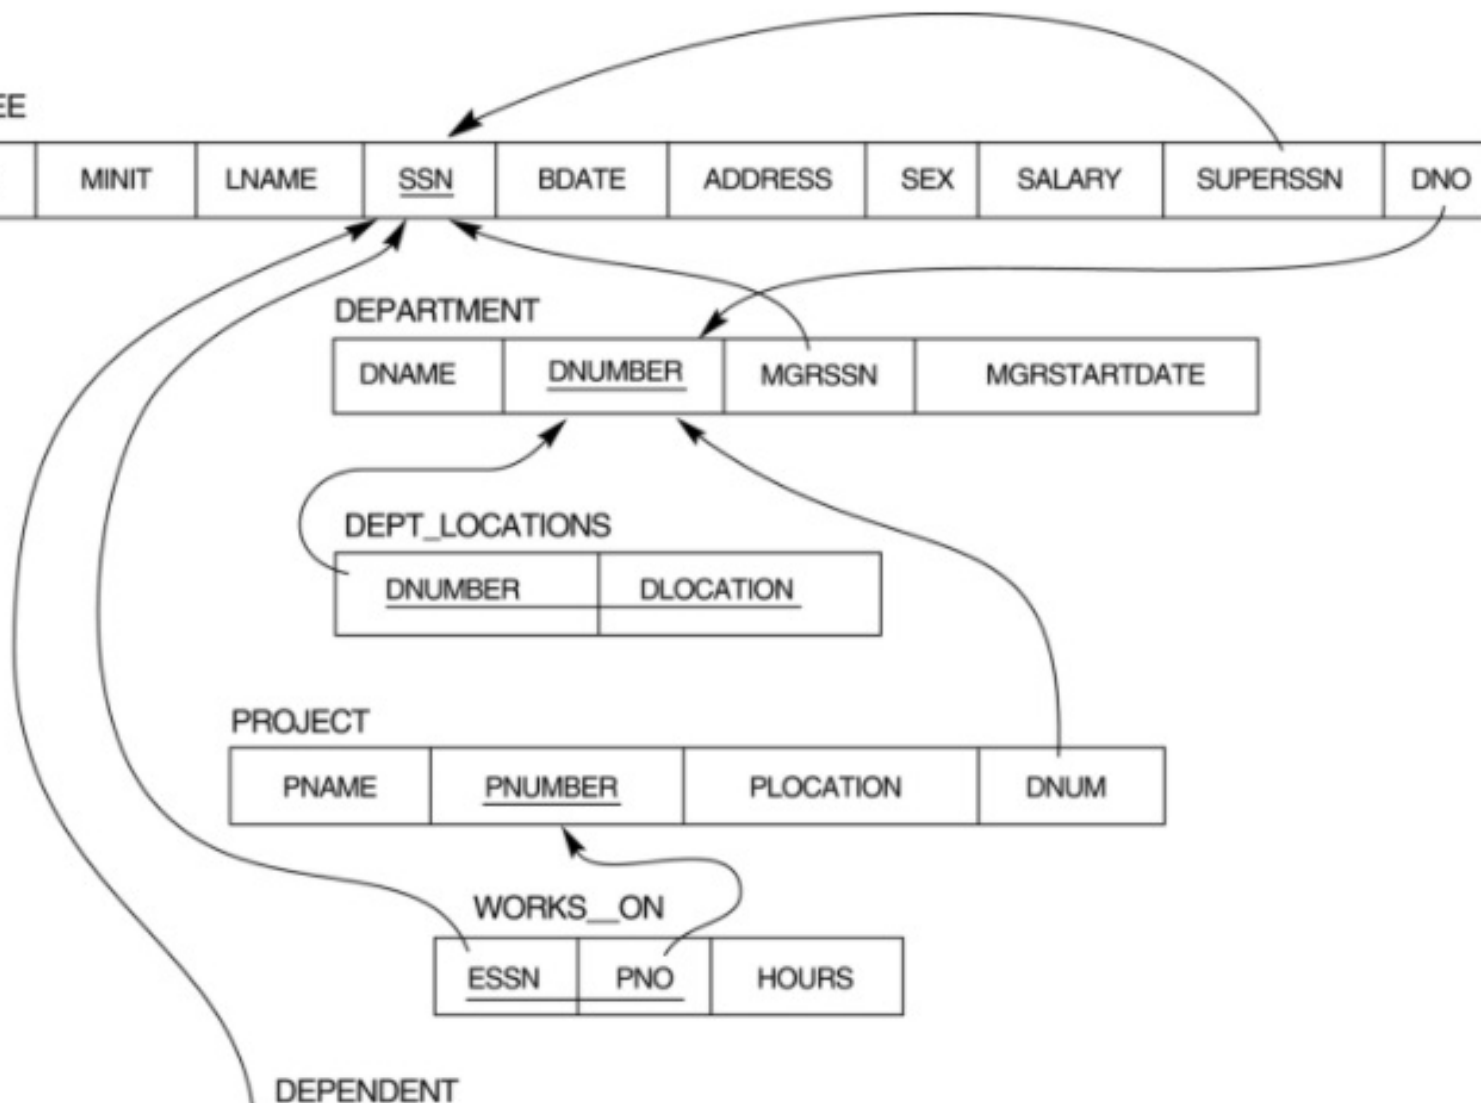 EE
MINIT LNAME SSN BDATE ADDRESS SEX SALARY SUPERSSN DNO
DEPARTMENT
DNAME DNUMBER MGRSSN MGRSTARTDATE
DEPT_LOCATIONS
DNUMBER DLOCATION
PROJECT
PNAME PNUMBER PLOCATION DNUM
WORKS__ON
ESSN PNO HOURS
DEPENDENT